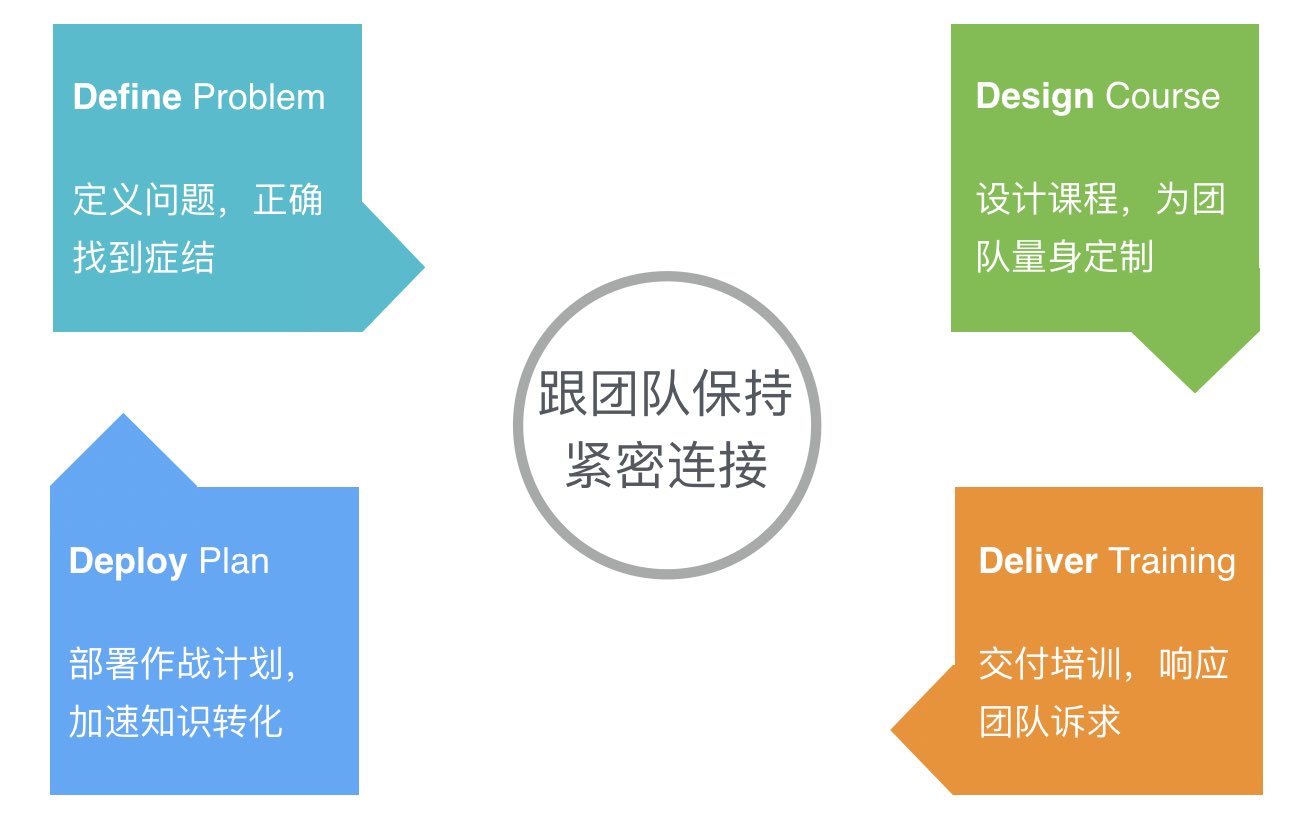 Define Problem
定义问题，正确
找到症结
Design Course
设计课程，为团
队量身定制
跟团队保持
紧密连接
Deploy Plan
部署作战计划，
加速知识转化
Deliver Training
交付培训，响应
团队诉求